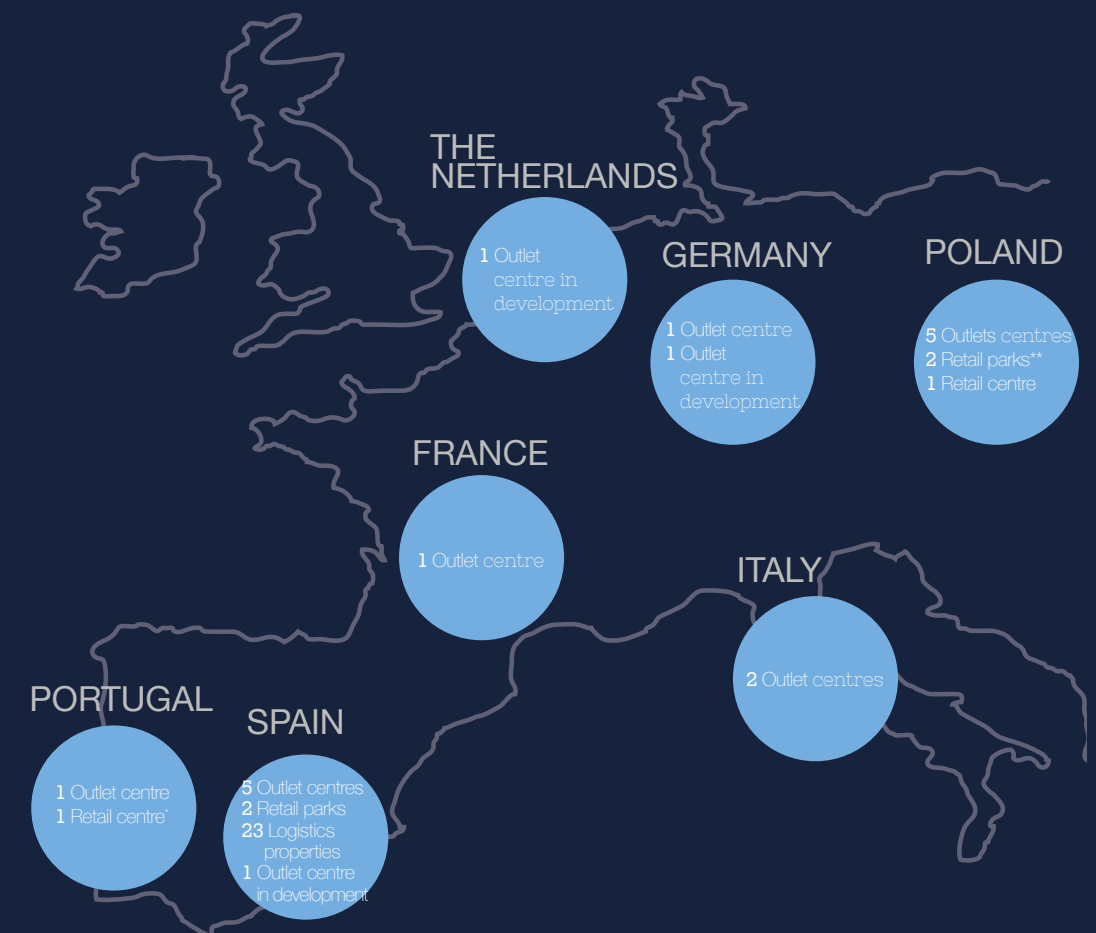 THE
NETHERLANDS
1 Outlet
centre in
development
GERMANY
1 Outlet centre
1 Outlet
centre in
development
POLAND
5 Outlets centres
2 Retail parks**
1 Retail centre
FRANCE
1 Outlet centre
ITALY
2 Outlet centres
PORTUGAL
1 Outlet centre
1 Retail centre*
SPAIN
5 Outlet centres
2 Retail parks
23 Logistics
properties
1 Outlet centre
in development